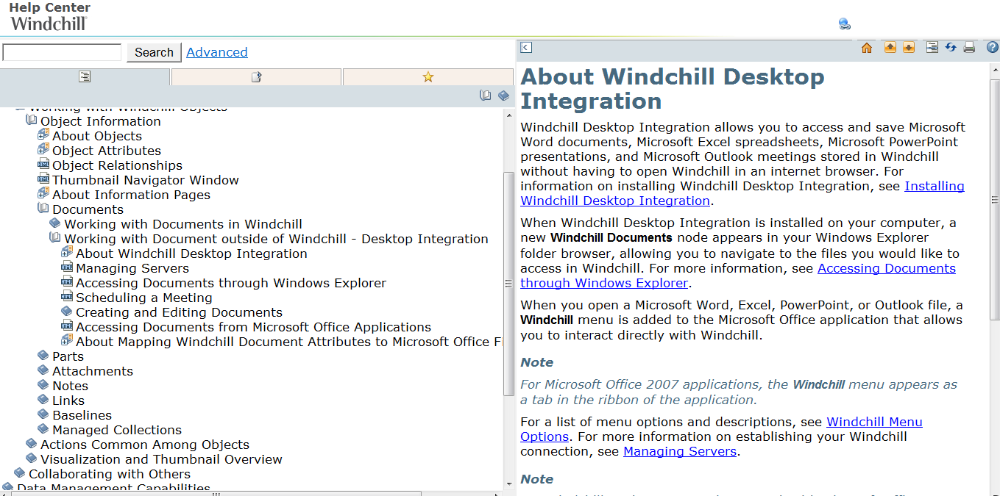 Help Center
Windchill
Search Advanced
Working with Windchill Objects
Object Information
About Objects
Object Attributes
Object Relationships
Thumbnail Navigator Window
About Information Pages
Documents
Working with Documents in Windchill
Working with Document outside of Windchill - Desktop Integration
About Windchill Desktop Integration
Managing Servers
Accessing Documents through Windows Explorer
Scheduling a Meeting
Creating and Editing Documents
Accessing Documents from Microsoft Office Applications
About Mapping Windchill Document Attributes to Microsoft Office
Parts
Attachments
Notes
Links
Baselines
Managed Collections
Actions Common Among Objects
Visualization and Thumbnail Overview
Collaborating with Others
Data Management Capabilities
About Windchill Desktop
Integration
Windchill Desktop Integration allows you to access and save Microsoft
Word documents, Microsoft Excel spreadsheets, Microsoft PowerPoint
presentations, and Microsoft Outlook meetings stored in Windchill
without having to open Windchill in an internet browser. For
information on installing Windchill Desktop Integration, see Installing
Windchill Desktop Integration.
When Windchill Desktop Integration is installed on your computer, a
new Windchill Documents node appears in your Windows Explorer
folder browser, allowing you to navigate to the files you would like to
access in Windchill. For more information, see Accessing Documents
through Windows Explorer.
When you open a Microsoft Word, Excel, PowerPoint, or Outlook file, a
Windchill menu is added to the Microsoft Office application that allows
you to interact directly with Windchill.
Note
For Microsoft Office 2007 applications, the Windchill menu appears as
a tab in the ribbon of the application.
For a list of menu options and descriptions, see Windchill Menu
Options. For more information on establishing your Windchill
connection, see Managing Servers.
Note